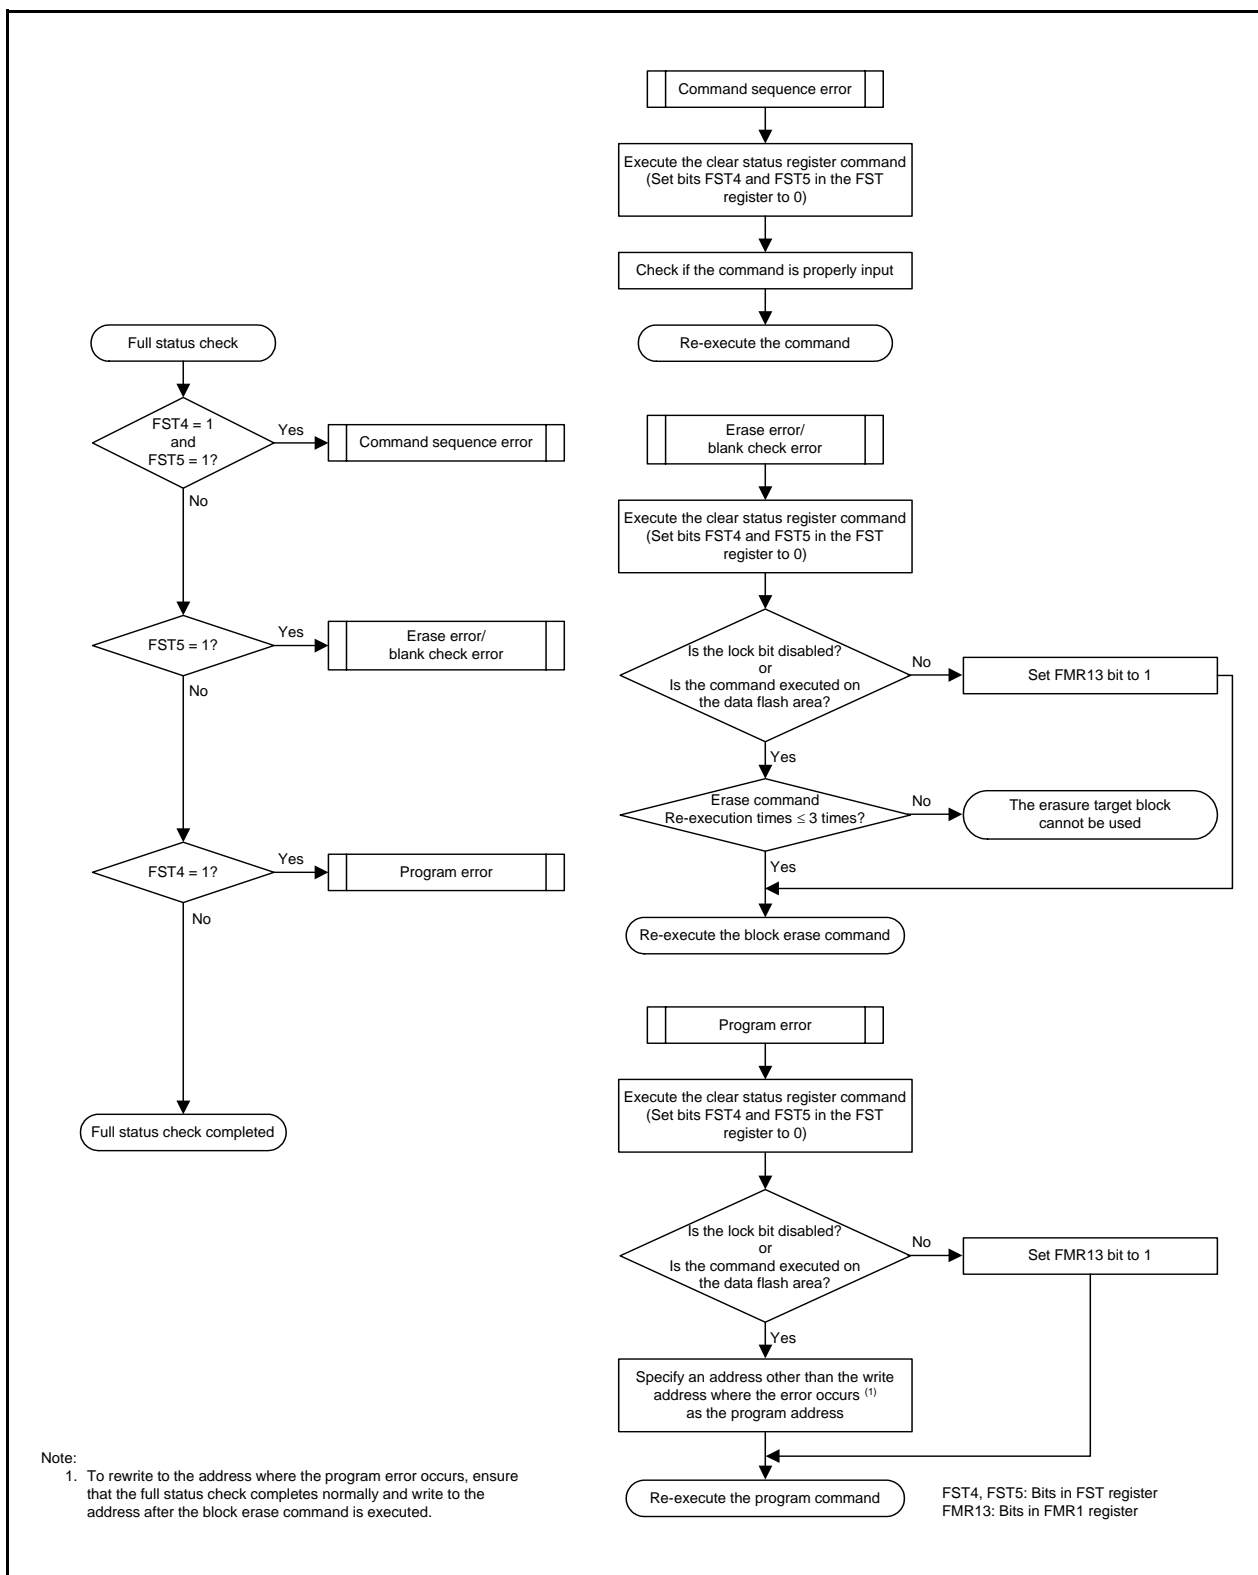 Full status check
FST4 = 1
and
FST5 = 1?
Yes
Command sequence error
No
FST5 = 1?
Yes
Erase error/
blank check error
No
FST4 = 1?
Yes
Program error
No
Full status check completed
Command sequence error
Execute the clear status register command
(Set bits FST4 and FST5 in the FST
register to 0)
Check if the command is properly input
Re-execute the command
Erase error/
blank check error
Execute the clear status register command
(Set bits FST4 and FST5 in the FST
register to 0)
Is the lock bit disabled?
or
Is the command executed on
the data flash area?
No
Set FMR13 bit to 1
Yes
Erase command
Re-execution times ≤ 3 times?
No
The erasure target block
cannot be used
Yes
Re-execute the block erase command
Program error
Execute the clear status register command
(Set bits FST4 and FST5 in the FST
register to 0)
Is the lock bit disabled?
or
Is the command executed on
the data flash area?
No
Set FMR13 bit to 1
Yes
Specify an address other than the write
address where the error occurs (1)
as the program address
Re-execute the program command
Note:
1. To rewrite to the address where the program error occurs, ensure
that the full status check completes normally and write to the
address after the block erase command is executed.
FST4, FST5: Bits in FST register
FMR13: Bits in FMR1 register